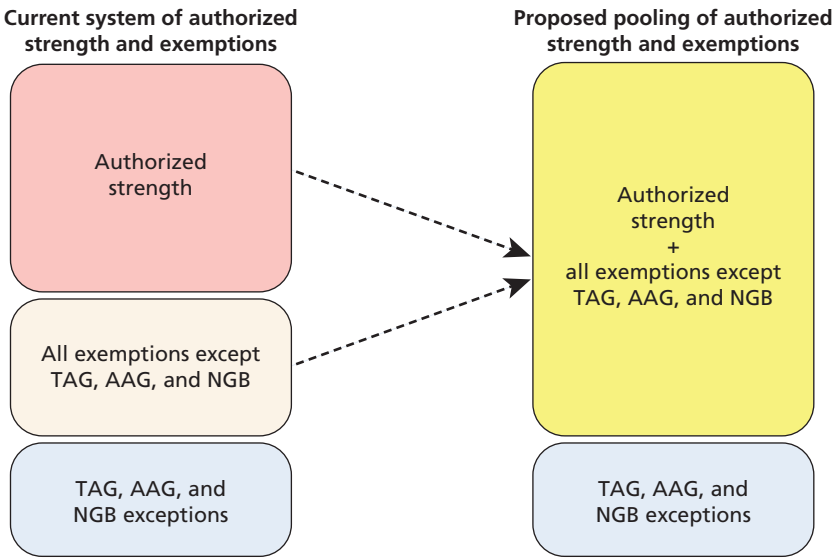 Current system of authorized
strength and exemptions
Authorized
strength
All exemptions except
TAG, AAG, and NGB
TAG, AAG, and
NGB exceptions
Proposed pooling of authorized
strength and exemptions
Authorized
strength
+
all exemptions except
TAG, AAG, and NGB
TAG, AAG, and
NGB exceptions